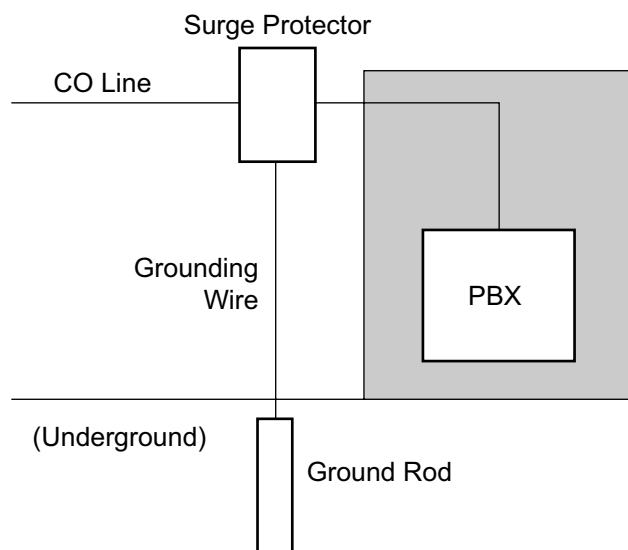 Surge Protector
CO Line
Grounding
Wire
PBX
(Underground)
Ground Rod